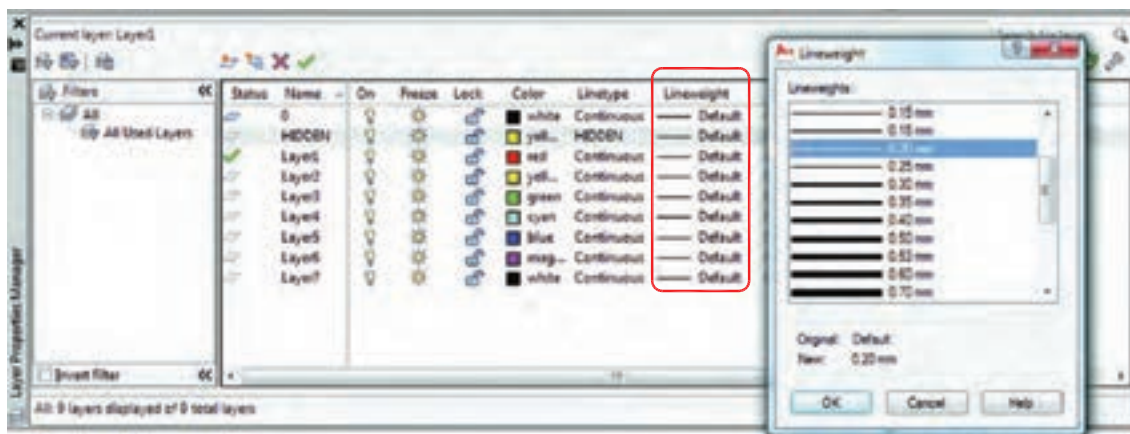 Current layer: Layer1
Filters
All
All Used Layers
Invert filter
Layer Properties Manager
Status Name On Freeze Lock Color Linetype Lineweight
0 white Continuous Default
HIDDEN yell... HIDDEN Default
Layer1 red Continuous Default
Layer2 yell... Continuous Default
Layer3 green Continuous Default
Layer4 cyan Continuous Default
Layer5 blue Continuous Default
Layer6 mag... Continuous Default
Layer7 white Continuous Default
All: 9 layers displayed of 9 total layers
Lineweight
Lineweights:
0.15 mm
0.20 mm
0.25 mm
0.30 mm
0.35 mm
0.40 mm
0.50 mm
0.53 mm
0.60 mm
0.70 mm
Original: Default
New: 0.20 mm
OK Cancel Help